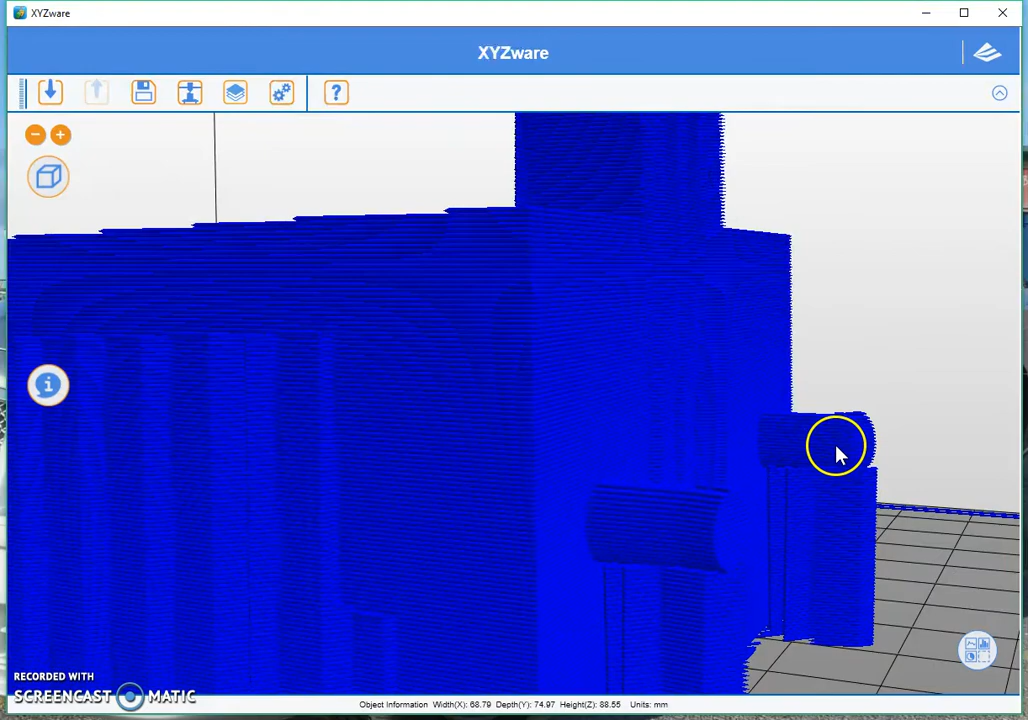 XYZware
XYZware
?
i
RECORDED WITH
SCREENCAST MATIC
Object Information Width(X): 68.79 Depth(Y): 74.97 Height(Z): 88.55 Units: mm